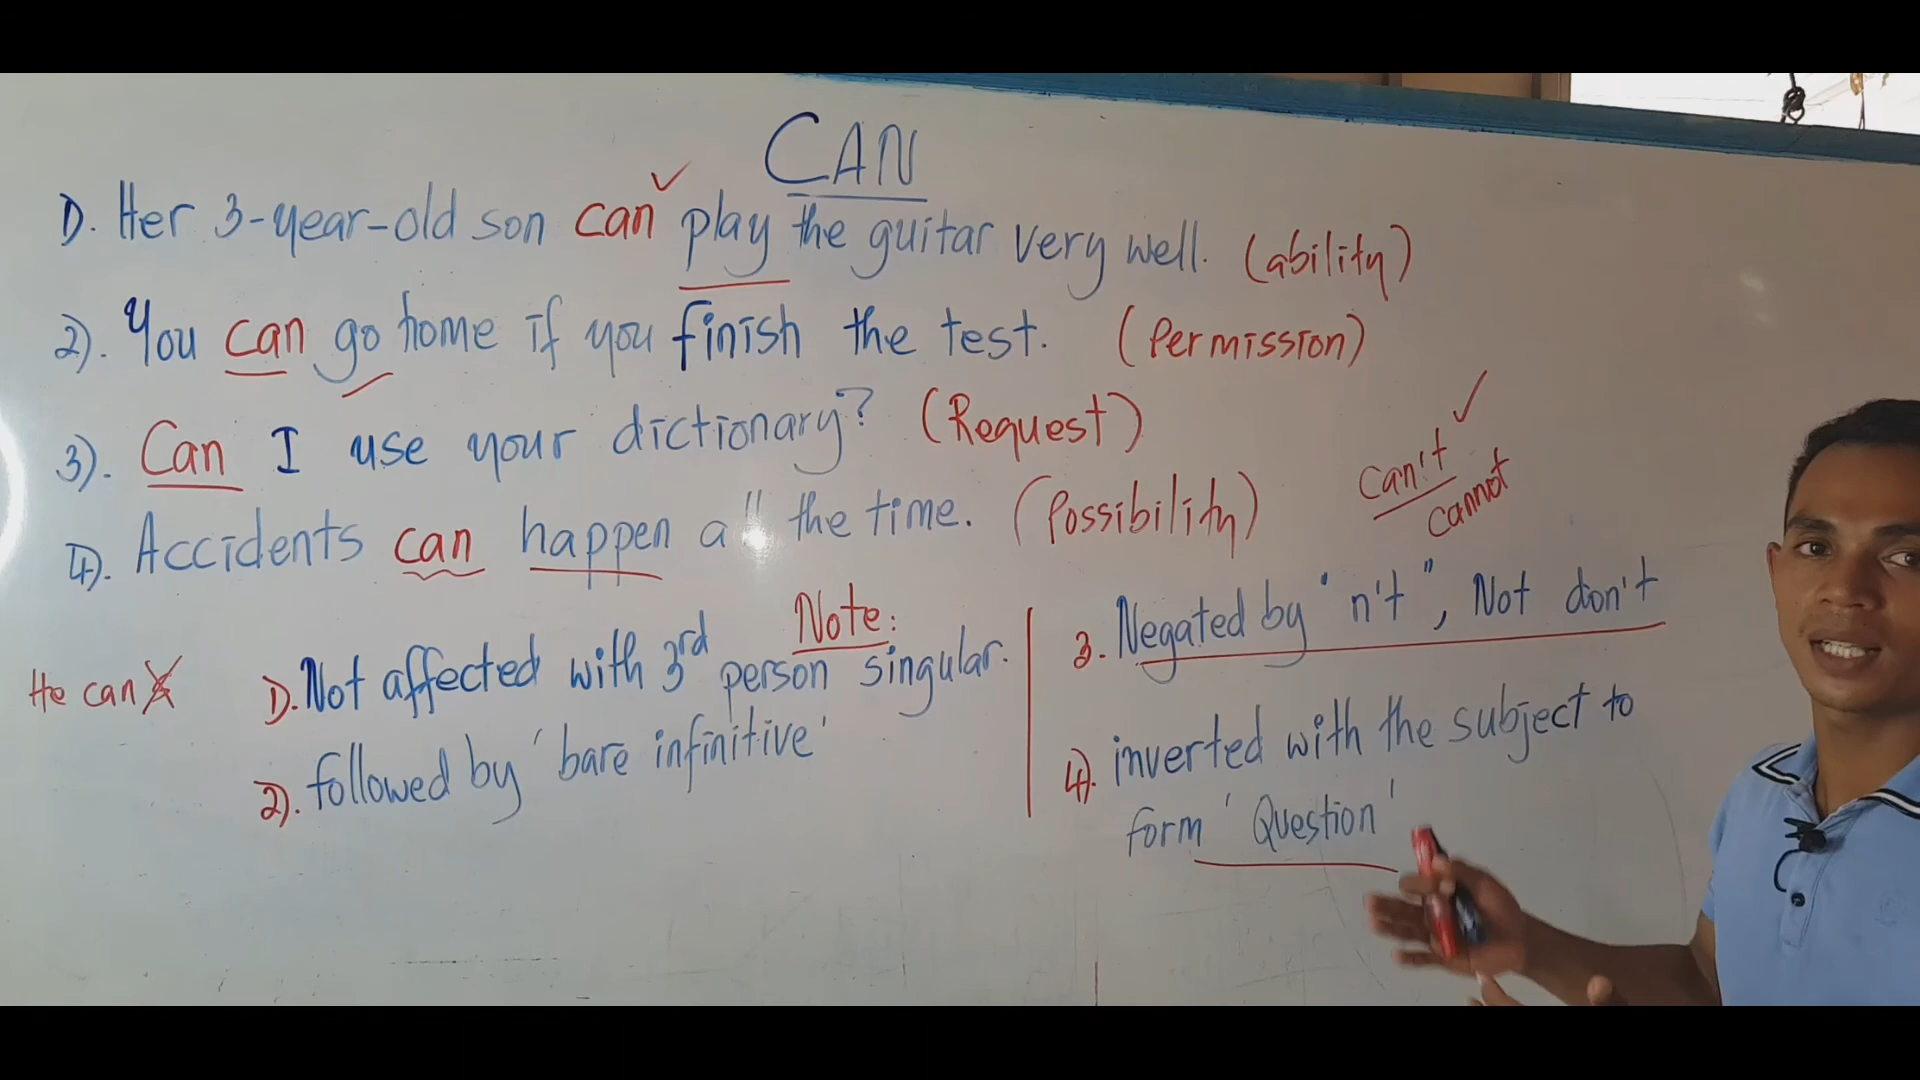 CAN
1). Her 3-year-old son can play the guitar very well. (ability)
2). You can go home if you finish the test. (Permission)
3). Can I use your dictionary? (Request)
4). Accidents can happen all the time. (Possibility)
can't
cannot
Note:
He can
1). Not affected with 3rd person singular.
2). followed by 'bare infinitive'
3. Negated by "n't", Not don't
4). inverted with the subject to
form 'Question'